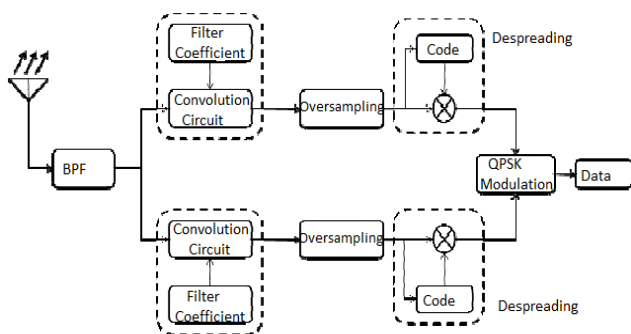 Filter
Coefficient
Convolution
Circuit
Oversampling
Code
Despreading
BPF
QPSK
Modulation
Data
Convolution
Circuit
Filter
Coefficient
Oversampling
Code
Despreading